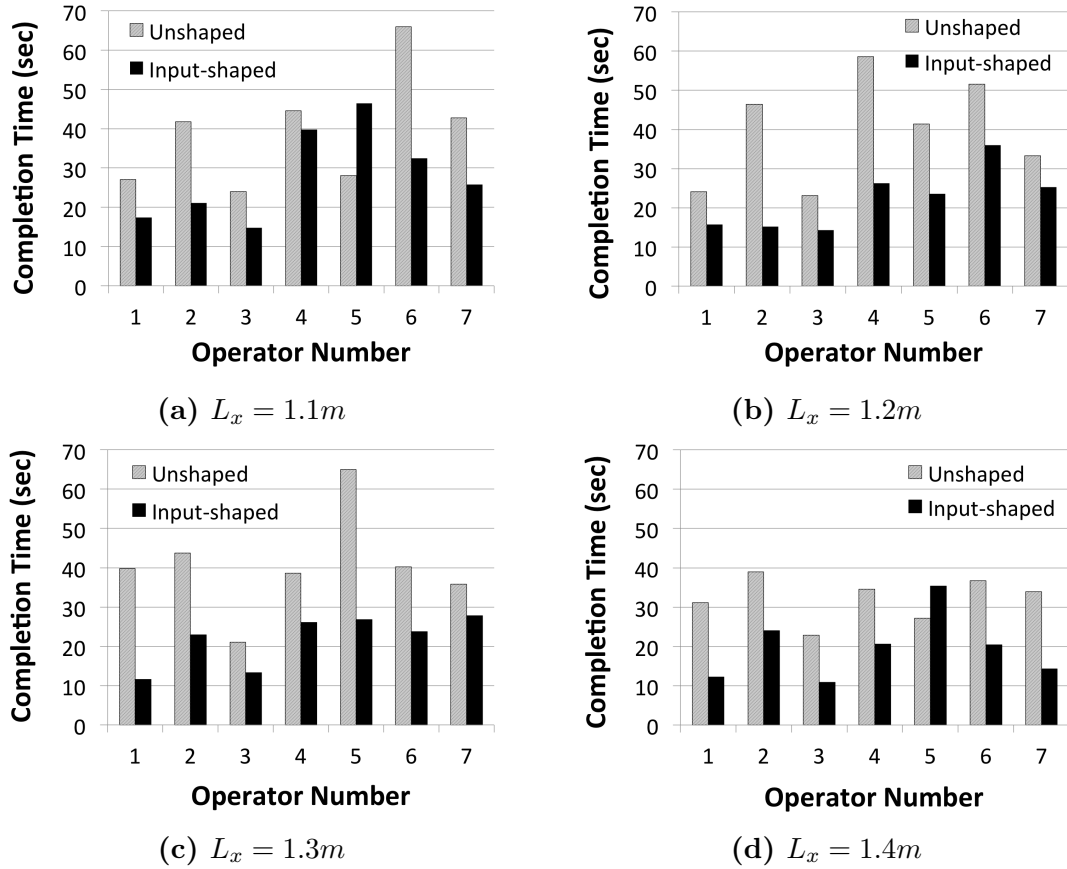 Completion Time (sec)
70
60
50
40
30
20
10
0
Unshaped
Input-shaped
1 2 3 4 5 6 7
Operator Number
(a) Lₓ = 1.1m
Completion Time (sec)
70
60
50
40
30
20
10
0
Unshaped
Input-shaped
1 2 3 4 5 6 7
Operator Number
(b) Lₓ = 1.2m
Completion Time (sec)
70
60
50
40
30
20
10
0
Unshaped
Input-shaped
1 2 3 4 5 6 7
Operator Number
(c) Lₓ = 1.3m
Completion Time (sec)
70
60
50
40
30
20
10
0
Unshaped
Input-shaped
1 2 3 4 5 6 7
Operator Number
(d) Lₓ = 1.4m